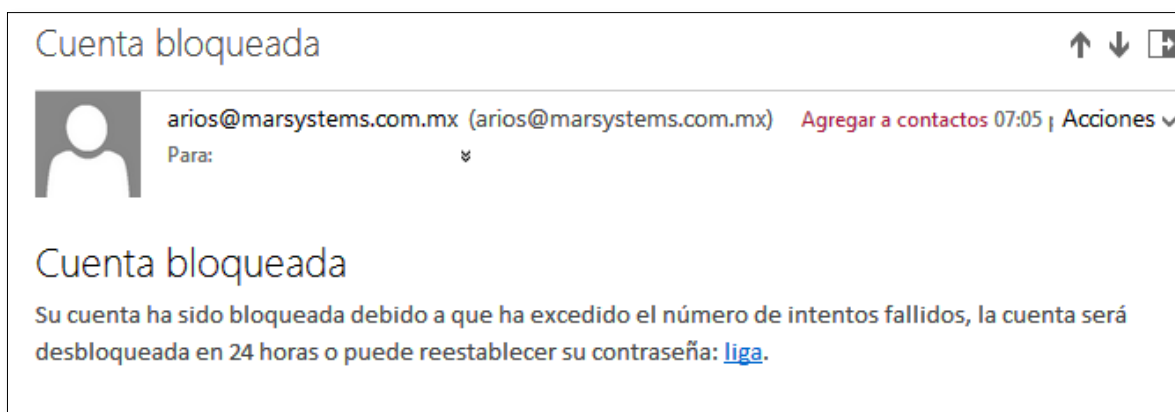 Cuenta bloqueada
arios@marsystems.com.mx (arios@marsystems.com.mx) Agregar a contactos 07:05 Acciones
Para:
Cuenta bloqueada
Su cuenta ha sido bloqueada debido a que ha excedido el número de intentos fallidos, la cuenta será
desbloqueada en 24 horas o puede reestablecer su contraseña: liga.